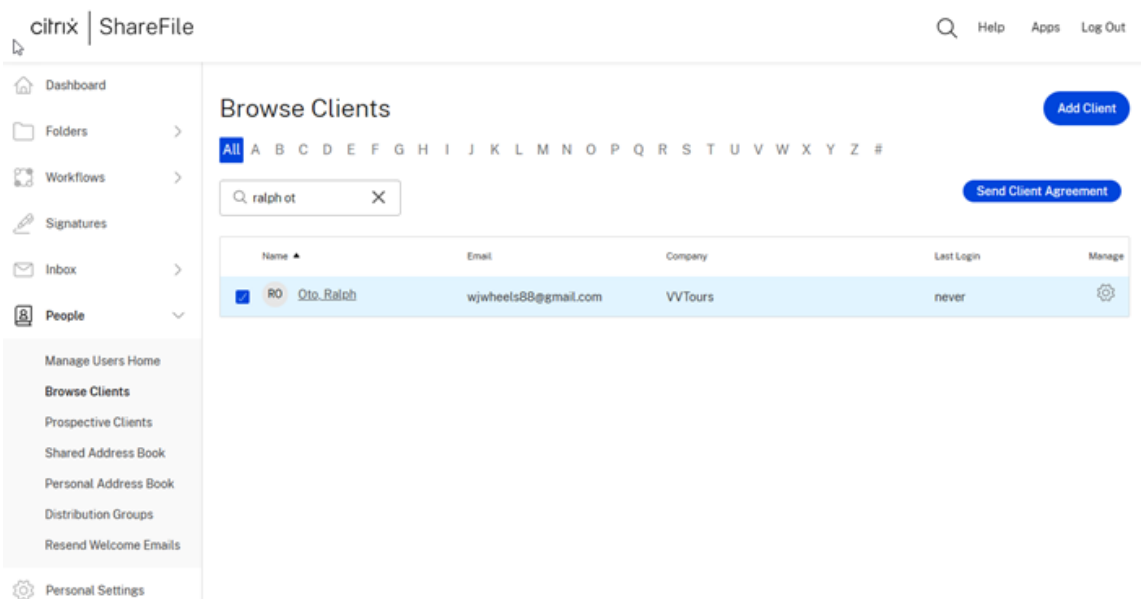 citrix | ShareFile
Help Apps Log Out
Dashboard
Folders
Workflows
Signatures
Inbox
People
Manage Users Home
Browse Clients
Prospective Clients
Shared Address Book
Personal Address Book
Distribution Groups
Resend Welcome Emails
Personal Settings
Browse Clients
Add Client
All A B C D E F G H I J K L M N O P Q R S T U V W X Y Z #
ralph ot
Send Client Agreement
Name Email Company Last Login Manage
RO Oto, Ralph wjwheels88@gmail.com VVTours never